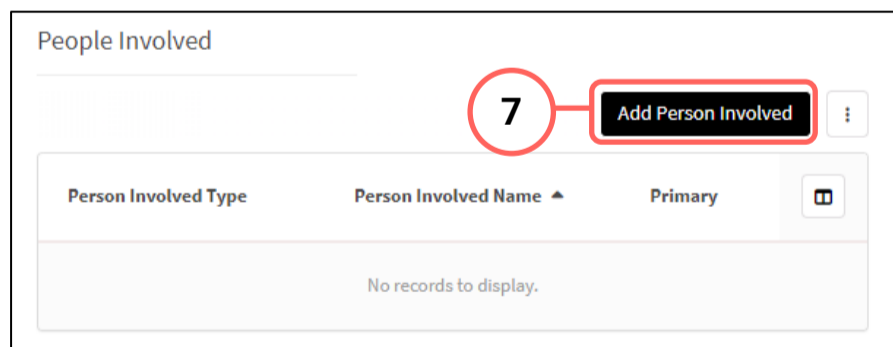 People Involved
7 Add Person Involved
Person Involved Type Person Involved Name Primary
No records to display.